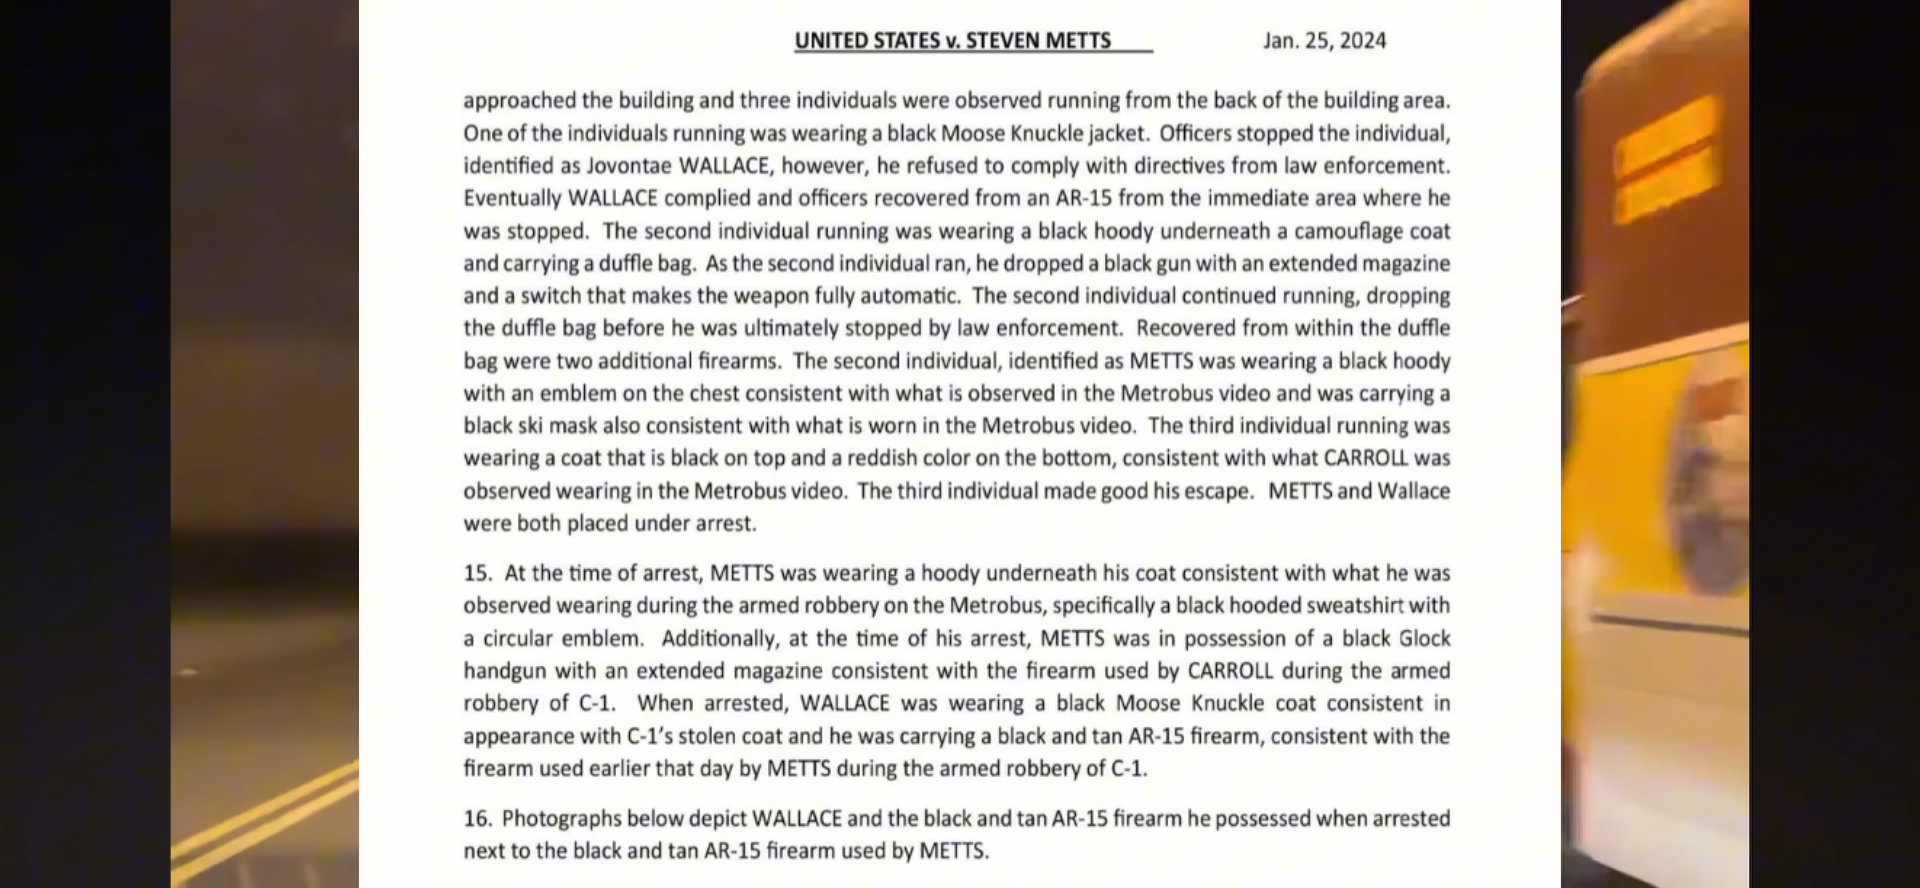 UNITED STATES v. STEVEN METTS Jan. 25, 2024
approached the building and three individuals were observed running from the back of the building area.
One of the individuals running was wearing a black Moose Knuckle jacket. Officers stopped the individual,
identified as Jovontae WALLACE, however, he refused to comply with directives from law enforcement.
Eventually WALLACE complied and officers recovered from an AR-15 from the immediate area where he
was stopped. The second individual running was wearing a black hoody underneath a camouflage coat
and carrying a duffle bag. As the second individual ran, he dropped a black gun with an extended magazine
and a switch that makes the weapon fully automatic. The second individual continued running, dropping
the duffle bag before he was ultimately stopped by law enforcement. Recovered from within the duffle
bag were two additional firearms. The second individual, identified as METTS was wearing a black hoody
with an emblem on the chest consistent with what is observed in the Metrobus video and was carrying a
black ski mask also consistent with what is worn in the Metrobus video. The third individual running was
wearing a coat that is black on top and a reddish color on the bottom, consistent with what CARROLL was
observed wearing in the Metrobus video. The third individual made good his escape. METTS and Wallace
were both placed under arrest.
15. At the time of arrest, METTS was wearing a hoody underneath his coat consistent with what he was
observed wearing during the armed robbery on the Metrobus, specifically a black hooded sweatshirt with
a circular emblem. Additionally, at the time of his arrest, METTS was in possession of a black Glock
handgun with an extended magazine consistent with the firearm used by CARROLL during the armed
robbery of C-1. When arrested, WALLACE was wearing a black Moose Knuckle coat consistent in
appearance with C-1's stolen coat and he was carrying a black and tan AR-15 firearm, consistent with the
firearm used earlier that day by METTS during the armed robbery of C-1.
16. Photographs below depict WALLACE and the black and tan AR-15 firearm he possessed when arrested
next to the black and tan AR-15 firearm used by METTS.